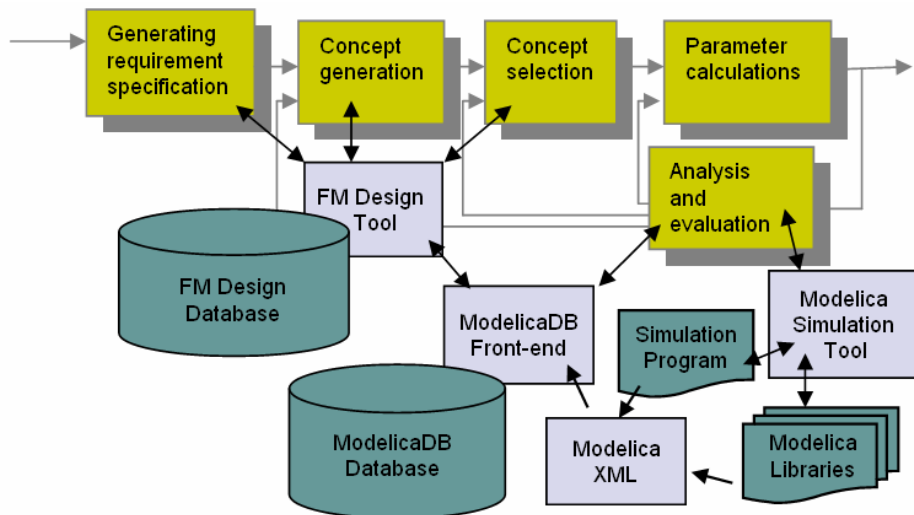 Generating
requirement
specification
Concept
generation
Concept
selection
Parameter
calculations
Analysis
and
evaluation
FM Design
Tool
FM Design
Database
ModelicaDB
Front-end
Simulation
Program
Modelica
Simulation
Tool
ModelicaDB
Database
Modelica
XML
Modelica
Libraries